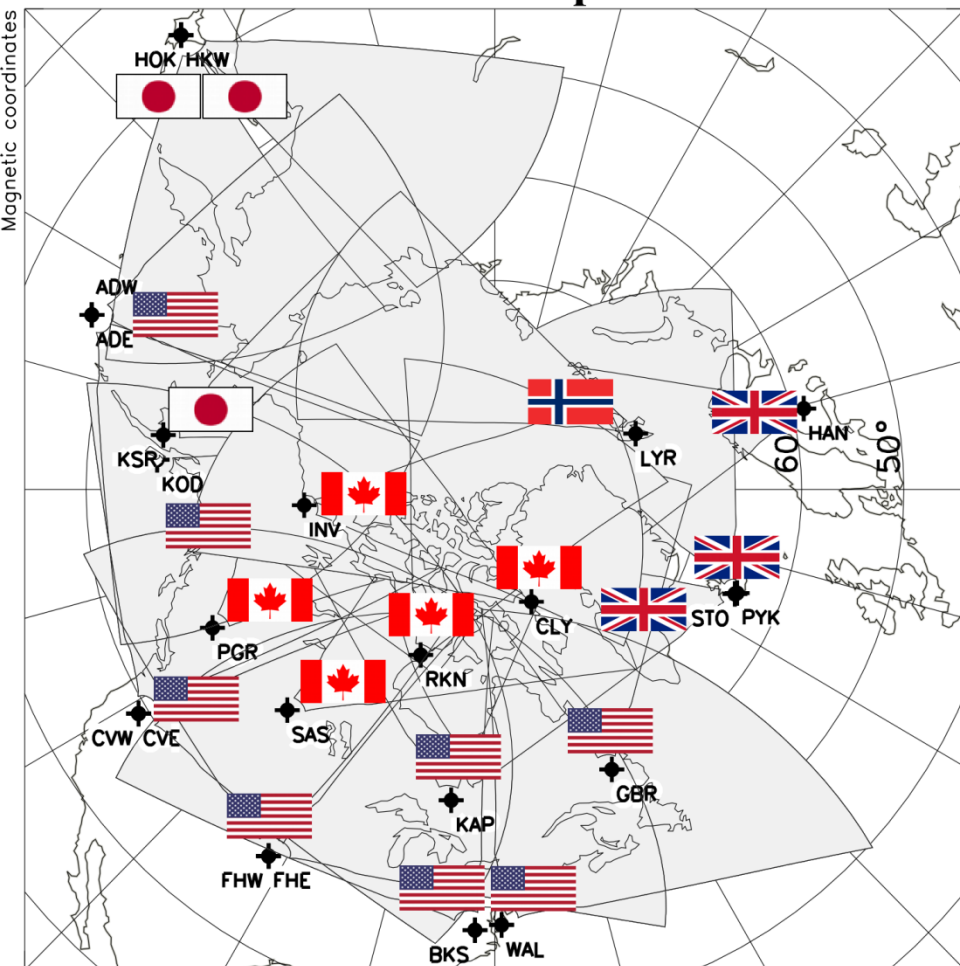 Magnetic coordinates
HOK HKW
ADW
ADE
KSR
KOD
INV
LYR
HAN
60
50°
PGR
RKN
CLY
STO PYK
CVW CVE
SAS
GBR
KAP
FHW FHE
BKS
WAL